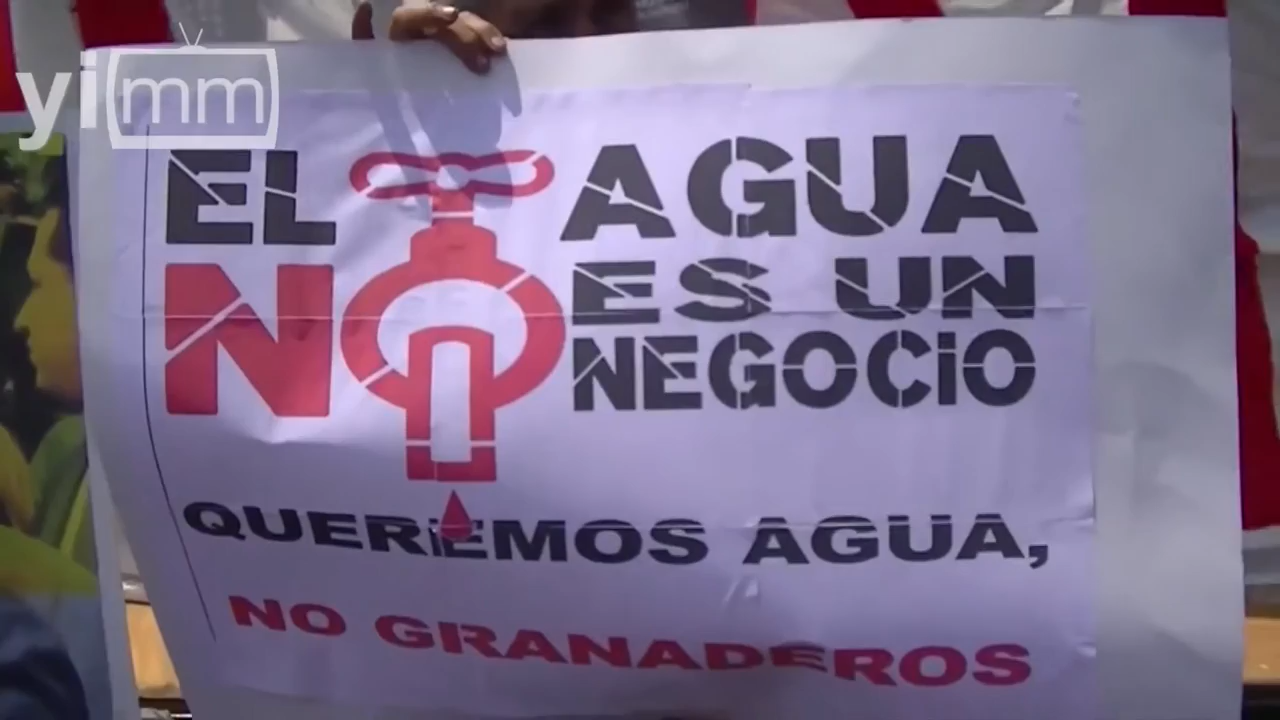 yimm
EL AGUA
NO ES UN
NEGOCiO
QUEREMOS AGUA,
NO GRANADEROS